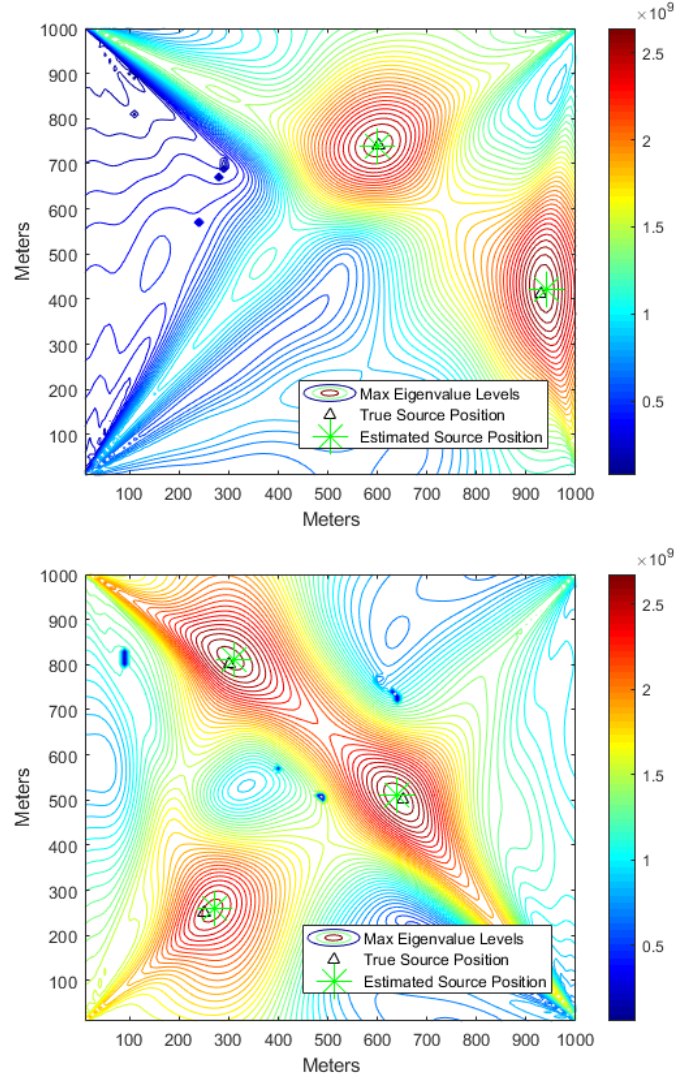 ×10⁹
1000
900
800
700
600
500
400
300
200
100
Meters
100 200 300 400 500 600 700 800 900 1000
Meters
Max Eigenvalue Levels
True Source Position
Estimated Source Position
2.5
2
1.5
1
0.5
×10⁹
1000
900
800
700
600
500
400
300
200
100
Meters
100 200 300 400 500 600 700 800 900 1000
Meters
Max Eigenvalue Levels
True Source Position
Estimated Source Position
2.5
2
1.5
1
0.5